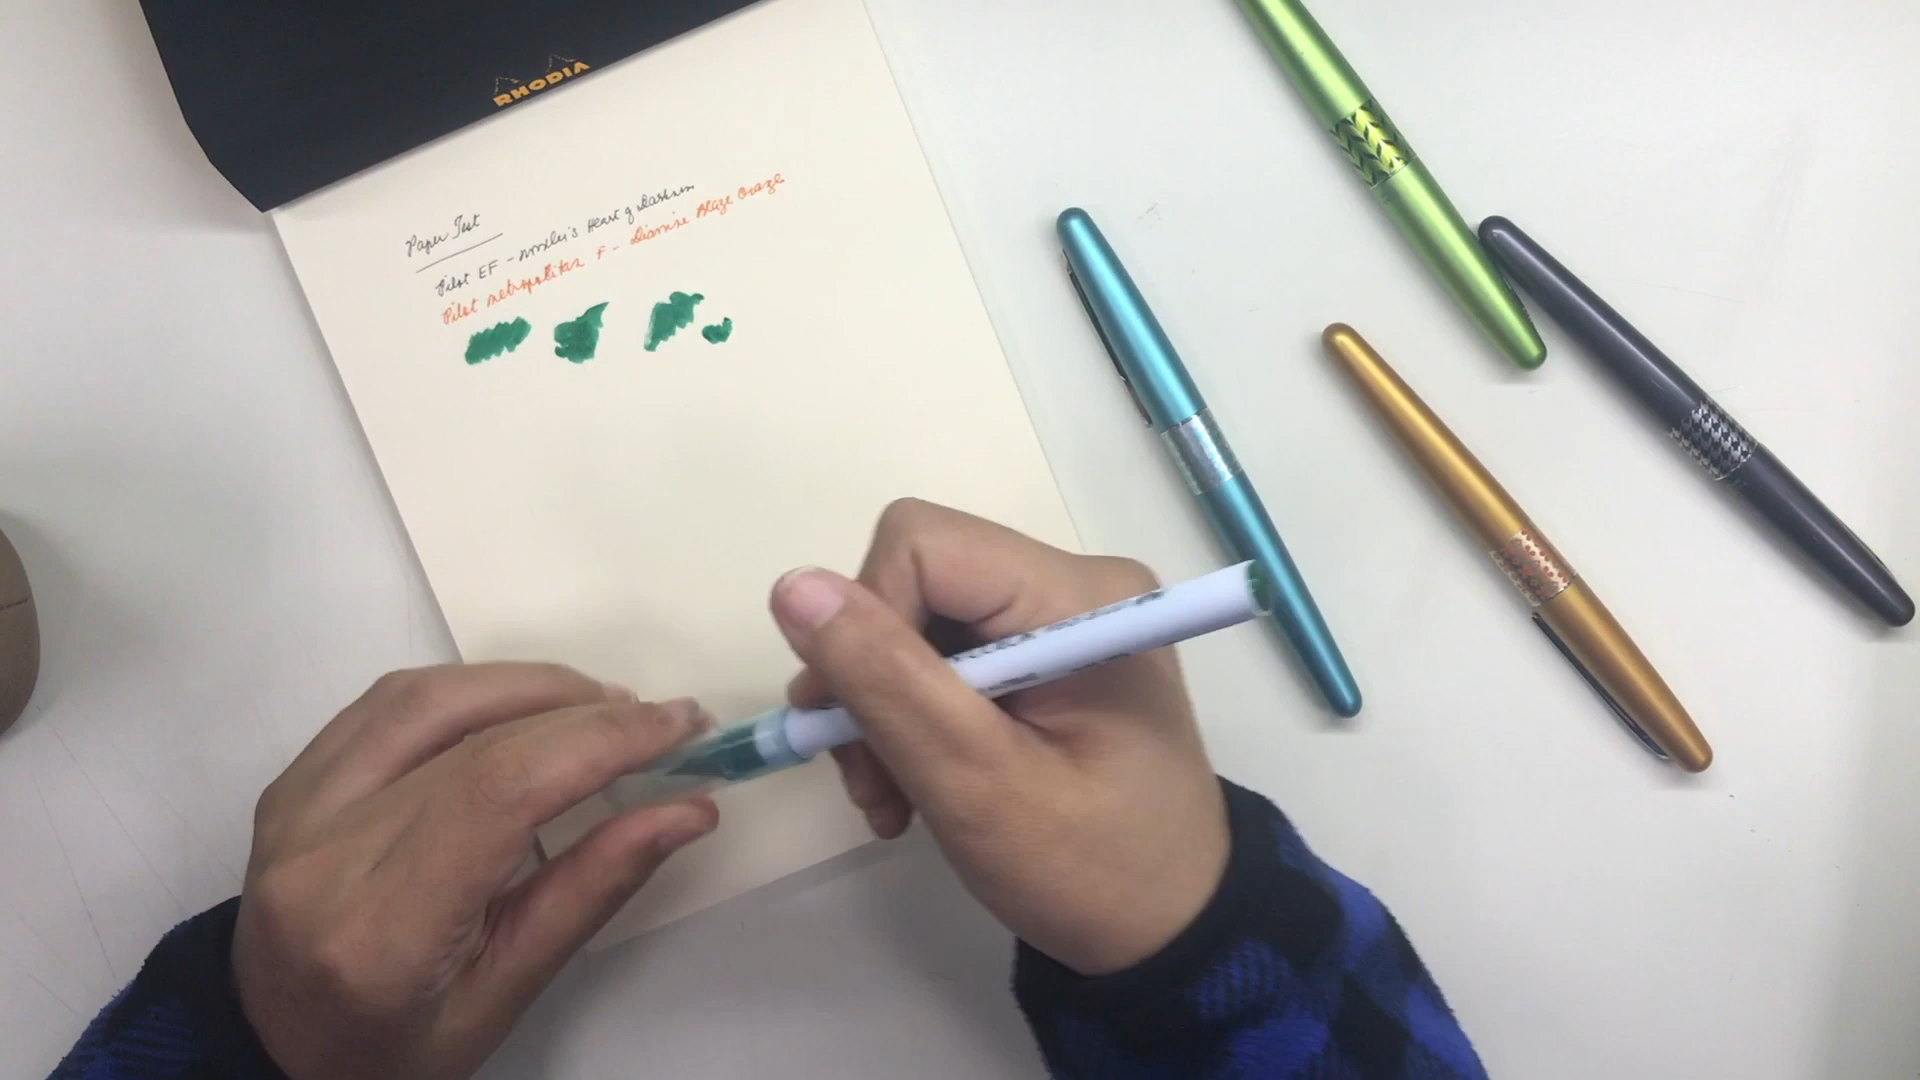 RHODIA
Paper Test
Pilot EF - Noodler's Heart of Darkness
Pilot metropolitan F - Diamine Blaze Orange